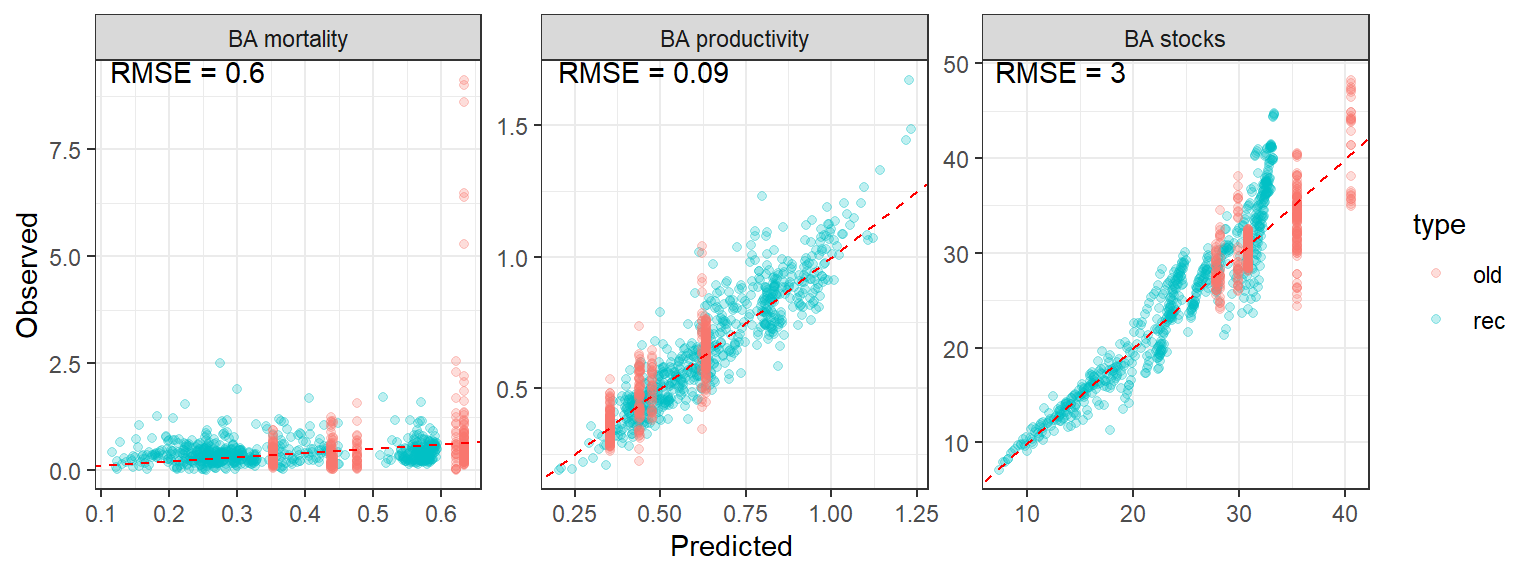 BA mortality
BA productivity
BA stocks
RMSE = 0.6
RMSE = 0.09
RMSE = 3
Observed
7.5
5.0
2.5
0.0
1.5
1.0
0.5
50
40
30
20
10
0.1 0.2 0.3 0.4 0.5 0.6
0.25 0.50 0.75 1.00 1.25
10 20 30 40
Predicted
type
old
rec